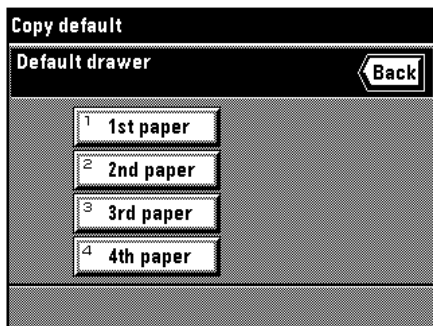 Copy default
Default drawer
Back
1 1st paper
2 2nd paper
3 3rd paper
4 4th paper